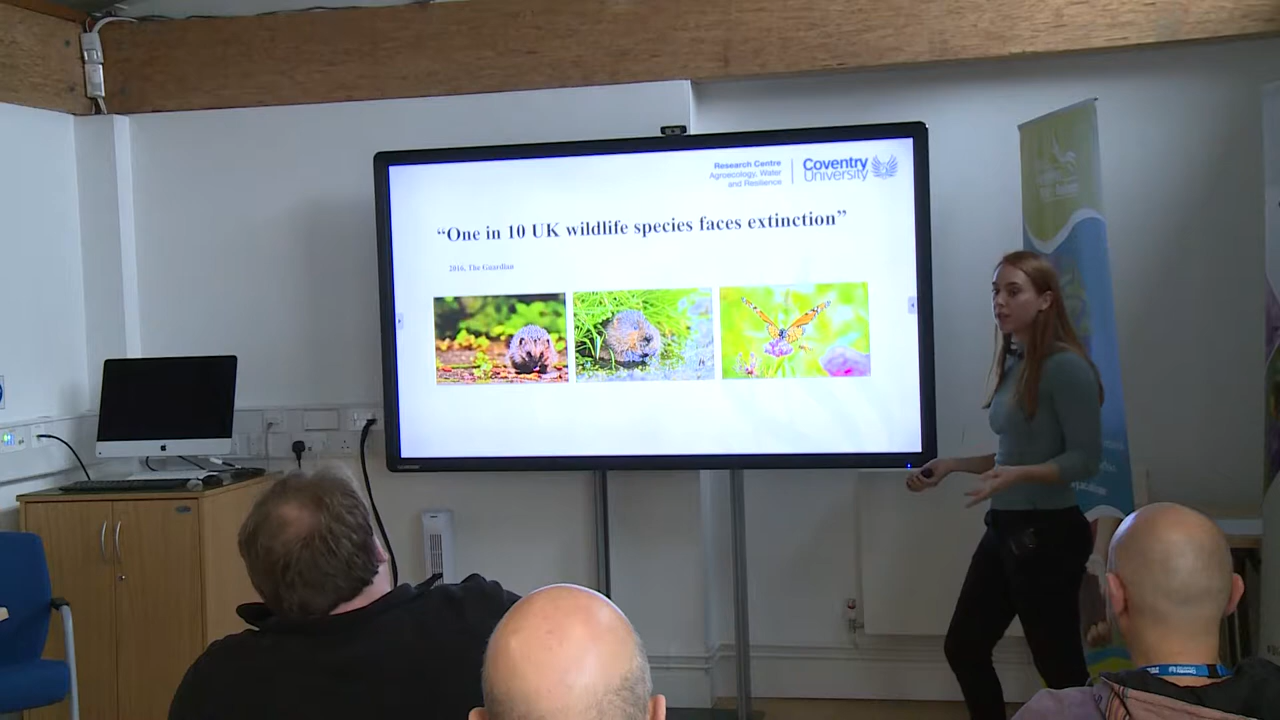 Research Centre
Agroecology, Water
and Resilience
Coventry
University
“One in 10 UK wildlife species faces extinction”
2016, The Guardian